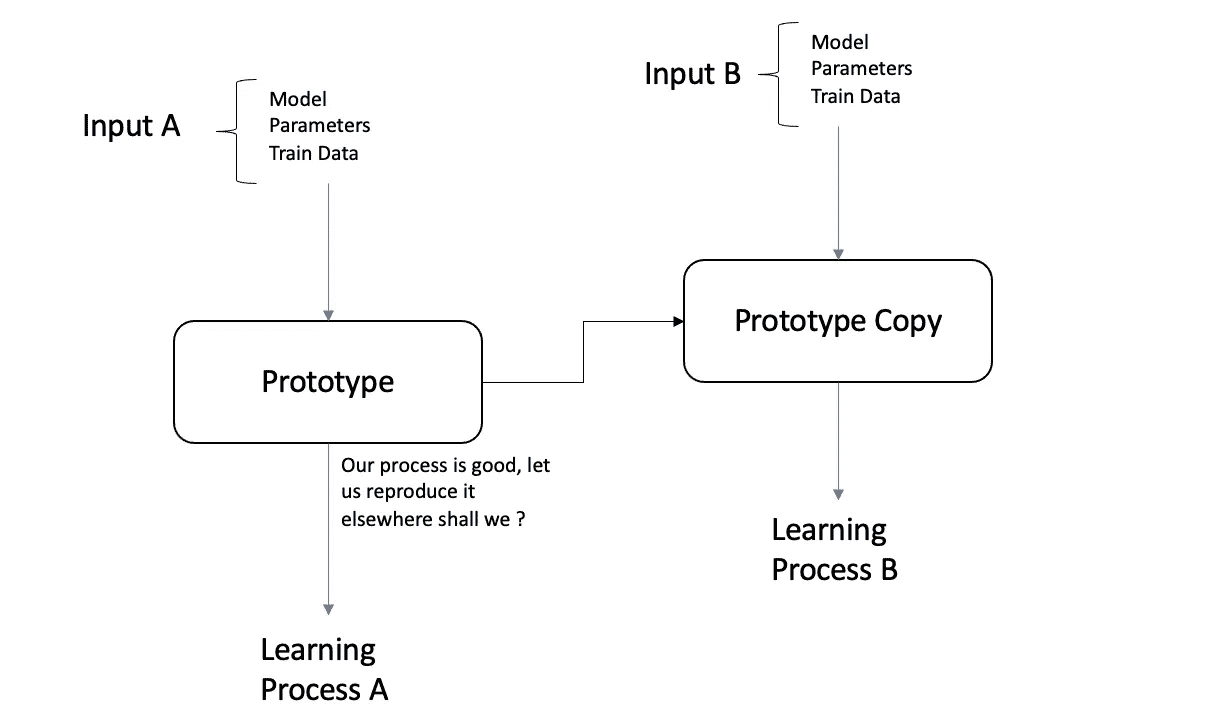 Input A
Model
Parameters
Train Data
Input B
Model
Parameters
Train Data
Prototype
Prototype Copy
Our process is good, let
us reproduce it
elsewhere shall we ?
Learning
Process A
Learning
Process B